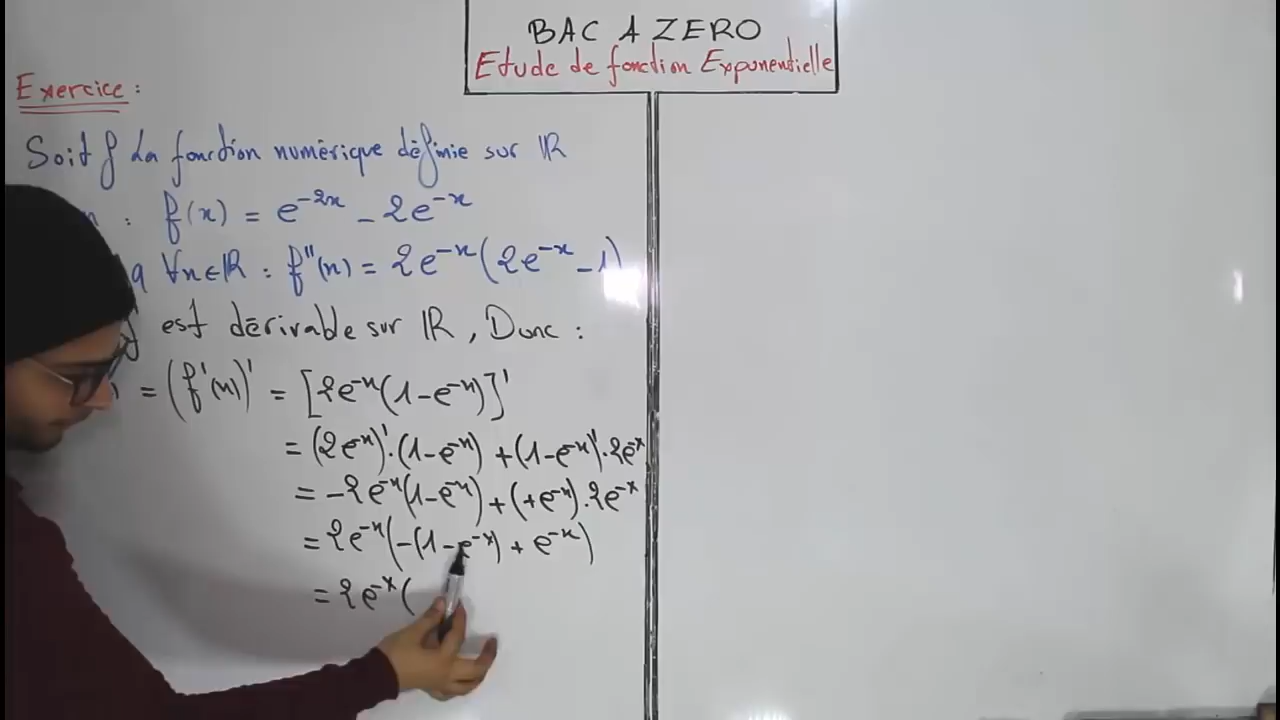 BAC A ZERO
Etude de fonction Exponentielle
Exercice :
Soit f La fonction numérique définie sur IR
: f(x) = e^{-2x} - 2e^{-x}
∀x∈IR : f''(x) = 2e^{-x}(2e^{-x} - 1)
est dérivable sur IR, Donc :
= (f'(x))' = [2e^{-x}(1-e^{-x})]'
= (2e^{-x})'.(1-e^{-x}) + (1-e^{-x})'.2e^{-x}
= -2e^{-x}(1-e^{-x}) + (+e^{-x}).2e^{-x}
= 2e^{-x}(-(1-e^{-x}) + e^{-x})
= 2e^{-x}(